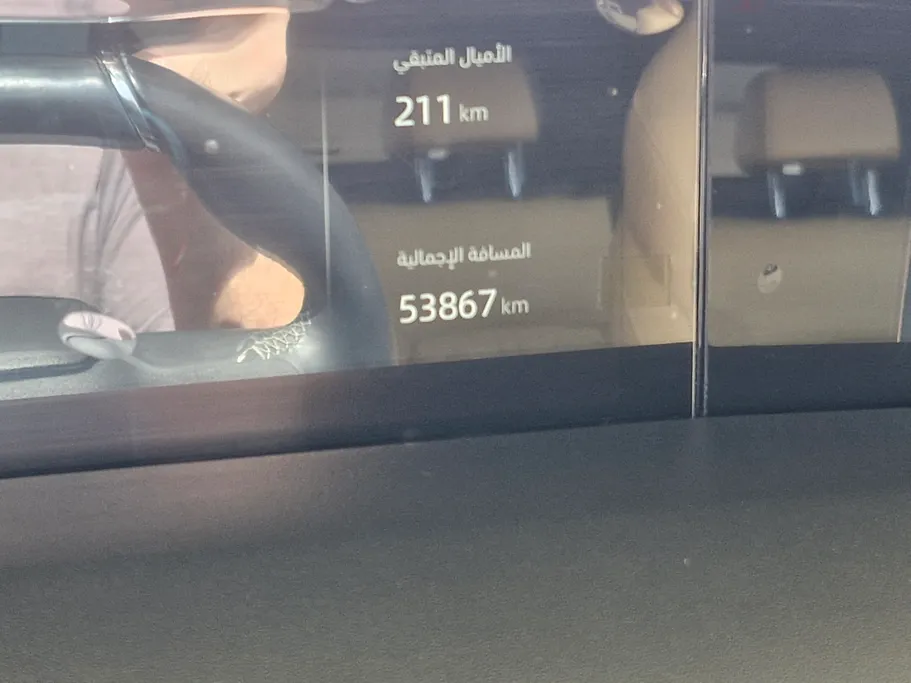 الأميال المتبقي
211 km
المسافة الإجمالية
53867 km